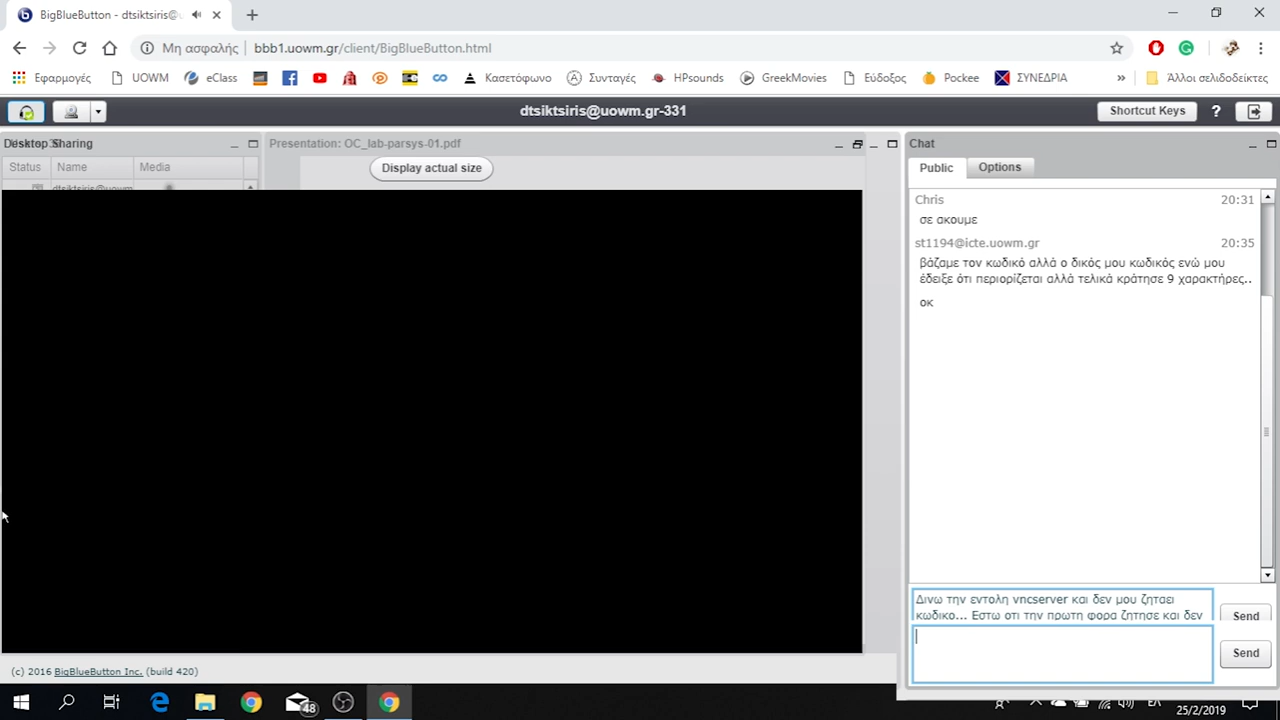 BigBlueButton - dtsiktsiris@
Μη ασφαλής bbb1.uowm.gr/client/BigBlueButton.html
Εφαρμογές UOWM eClass Κασετόφωνο Συνταγές HPsounds GreekMovies Εύδοξος Pockee ΣΥΝΕΔΡΙΑ » Άλλοι σελιδοδείκτες
dtsiktsiris@uowm.gr-331 Shortcut Keys ?
Desktop Sharing Presentation: OC_lab-parsys-01.pdf Chat
Status Name Media Display actual size Public Options
dtsiktsiris@uowm
Chris 20:31
σε ακουμε
st1194@icte.uowm.gr 20:35
βάζαμε τον κωδικό αλλά ο δικός μου κωδικός ενώ μου
έδειξε ότι περιορίζεται αλλά τελικά κράτησε 9 χαρακτήρες..
οκ
Δινω την εντολη vncserver και δεν μου ζηταει
κωδικο... Εστω οτι την πρωτη φορα ζητησε και δεν
Send
Send
(c) 2016 BigBlueButton Inc. (build 420)
48
25/2/2019